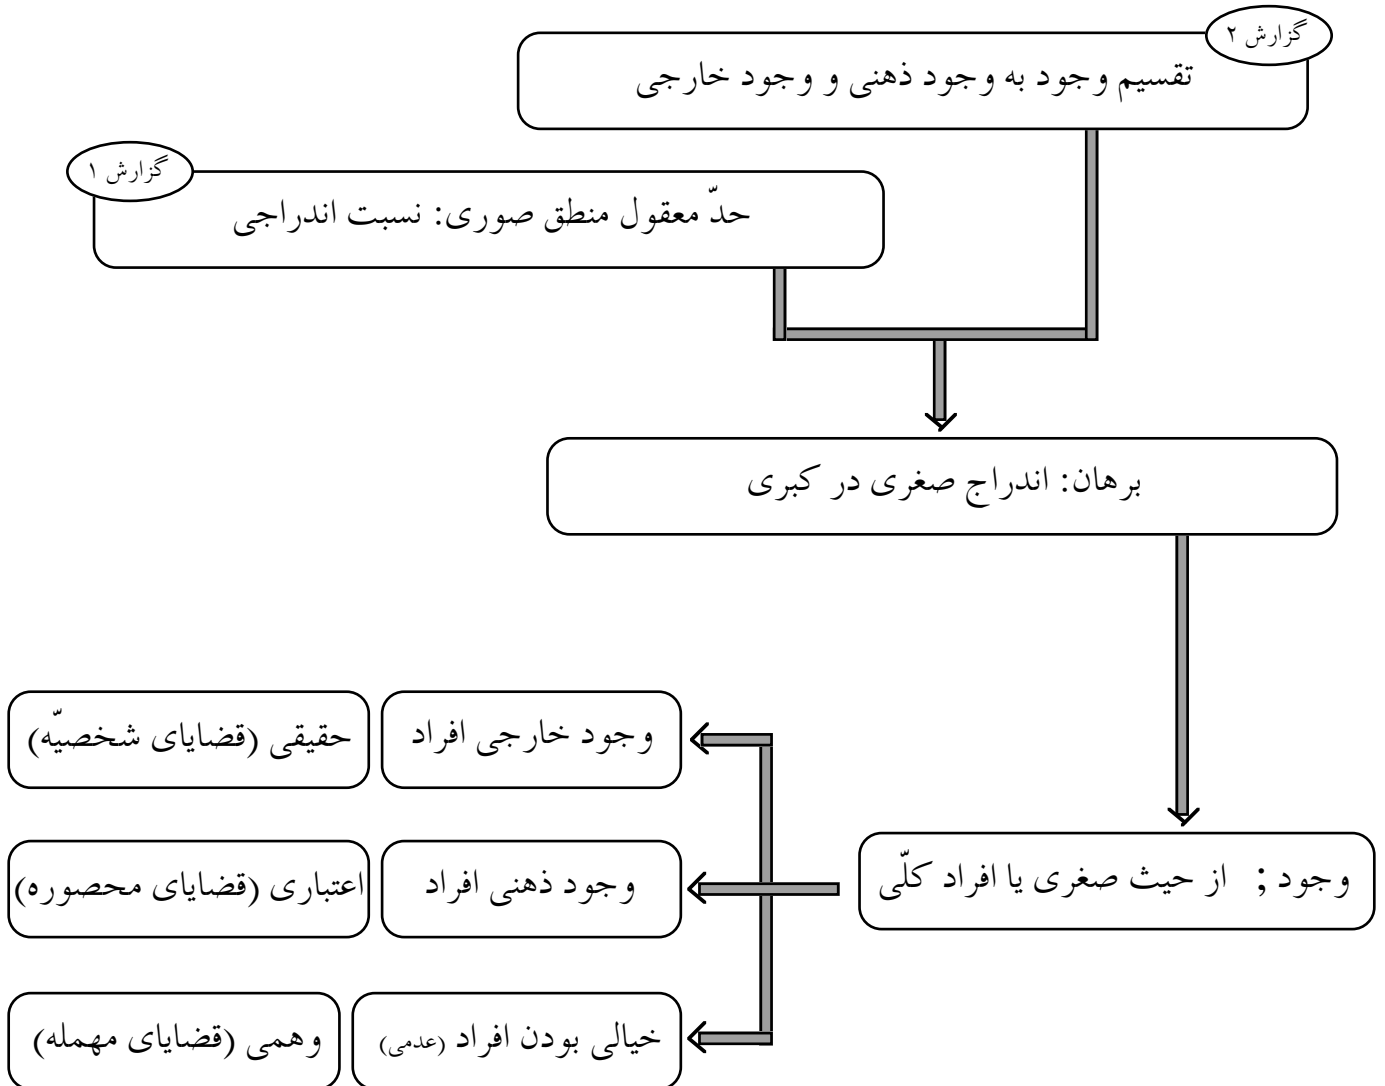 گزارش ۲
تقسیم وجود به وجود ذهنی و وجود خارجی
گزارش ۱
حدّ معقول منطق صوری: نسبت اندراجی
برهان: اندراج صغری در کبری
وجود ; از حیث صغری یا افراد کلّی
وجود خارجی افراد
حقیقی (قضایای شخصیّه)
وجود ذهنی افراد
اعتباری (قضایای محصوره)
خیالی بودن افراد (عدمی)
وهمی (قضایای مهمله)